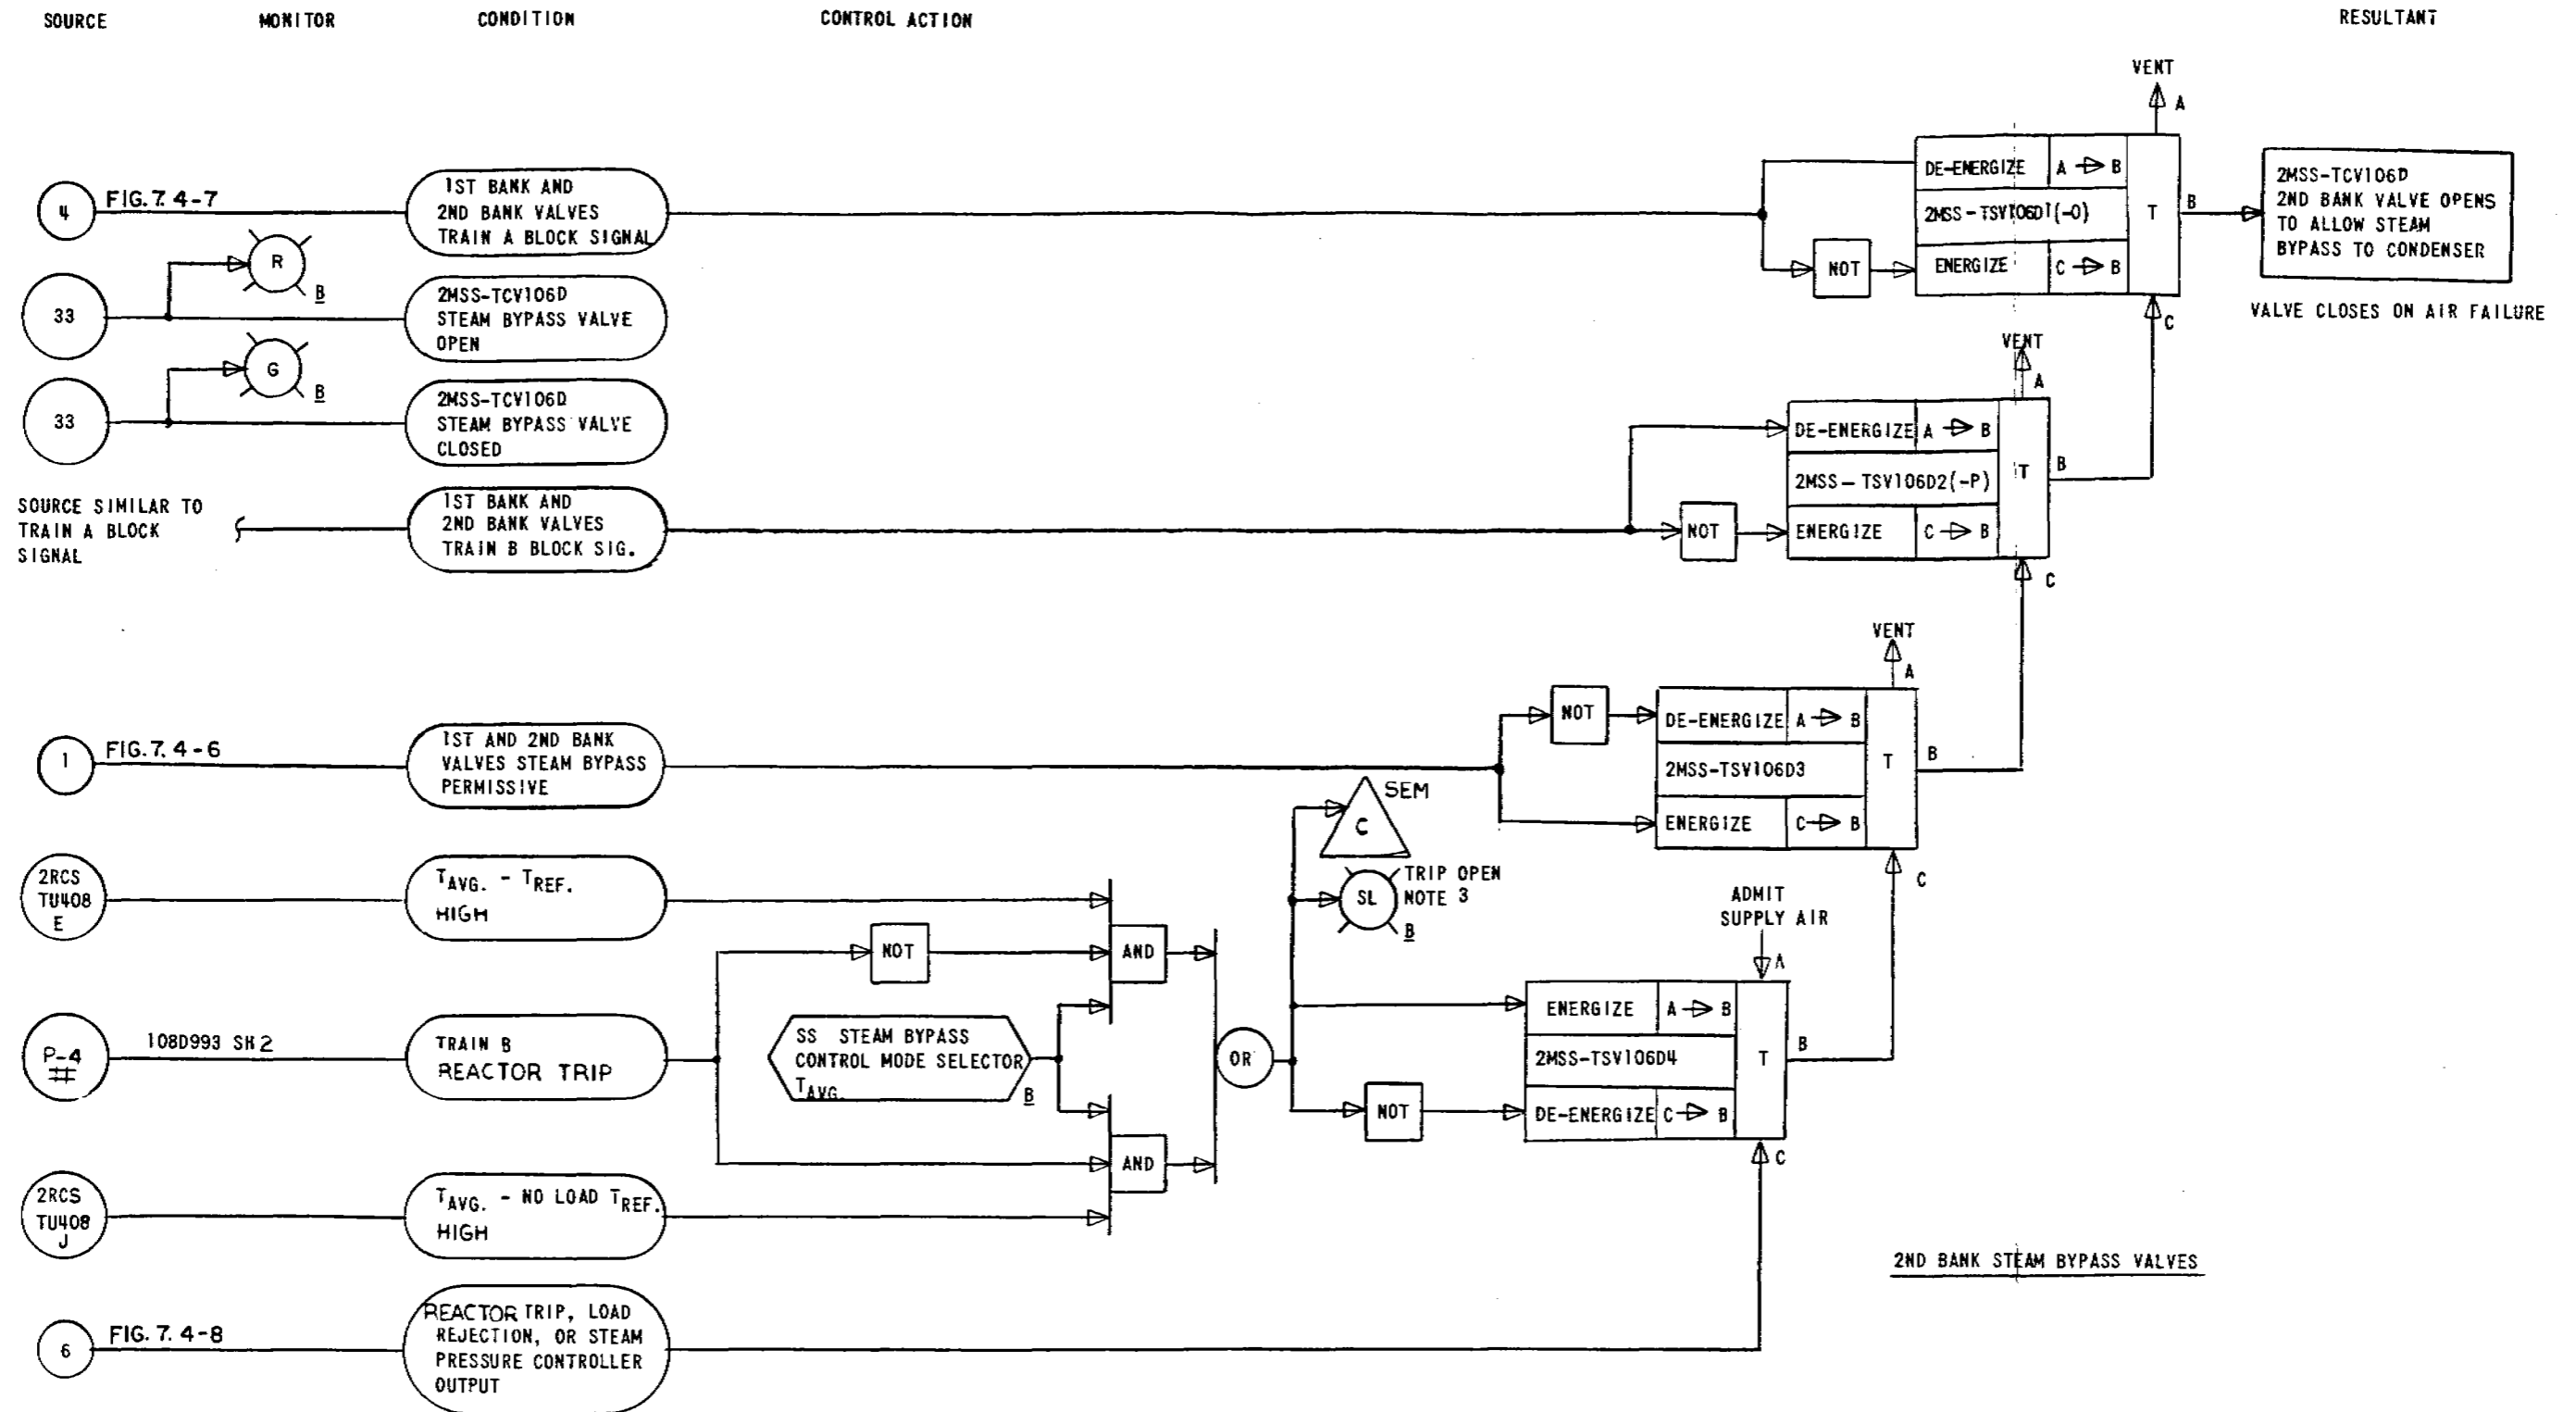 SOURCE
MONITOR
CONDITION
CONTROL ACTION
RESULTANT
4
FIG. 7. 4-7
1ST BANK AND
2ND BANK VALVES
TRAIN A BLOCK SIGNAL
R
B
33
2MSS-TCV106D
STEAM BYPASS VALVE
OPEN
G
B
33
2MSS-TCV106D
STEAM BYPASS VALVE
CLOSED
SOURCE SIMILAR TO
TRAIN A BLOCK
SIGNAL
1ST BANK AND
2ND BANK VALVES
TRAIN B BLOCK SIG.
VENT
A
DE-ENERGIZE A B
2MSS-TSV106D1(-O)
T
NOT
ENERGIZE C B
B
C
2MSS-TCV106D
2ND BANK VALVE OPENS
TO ALLOW STEAM
BYPASS TO CONDENSER
VALVE CLOSES ON AIR FAILURE
VENT
A
DE-ENERGIZE A B
2MSS-TSV106D2(-P)
T
NOT
ENERGIZE C B
B
C
1
FIG. 7. 4-6
1ST AND 2ND BANK
VALVES STEAM BYPASS
PERMISSIVE
VENT
A
NOT
DE-ENERGIZE A B
2MSS-TSV106D3
T
ENERGIZE C B
B
C
SEM
C
TRIP OPEN
SL
NOTE 3
B
2RCS
TU408
E
TAVG. - TREF.
HIGH
NOT
AND
P-4
#
108D993 SH 2
TRAIN B
REACTOR TRIP
SS STEAM BYPASS
CONTROL MODE SELECTOR
TAVG.
B
OR
ADMIT
SUPPLY AIR
A
ENERGIZE A B
2MSS-TSV106D4
T
NOT
DE-ENERGIZE C B
B
C
AND
2RCS
TU408
J
TAVG. - NO LOAD TREF.
HIGH
2ND BANK STEAM BYPASS VALVES
6
FIG. 7. 4-8
REACTOR TRIP, LOAD
REJECTION, OR STEAM
PRESSURE CONTROLLER
OUTPUT